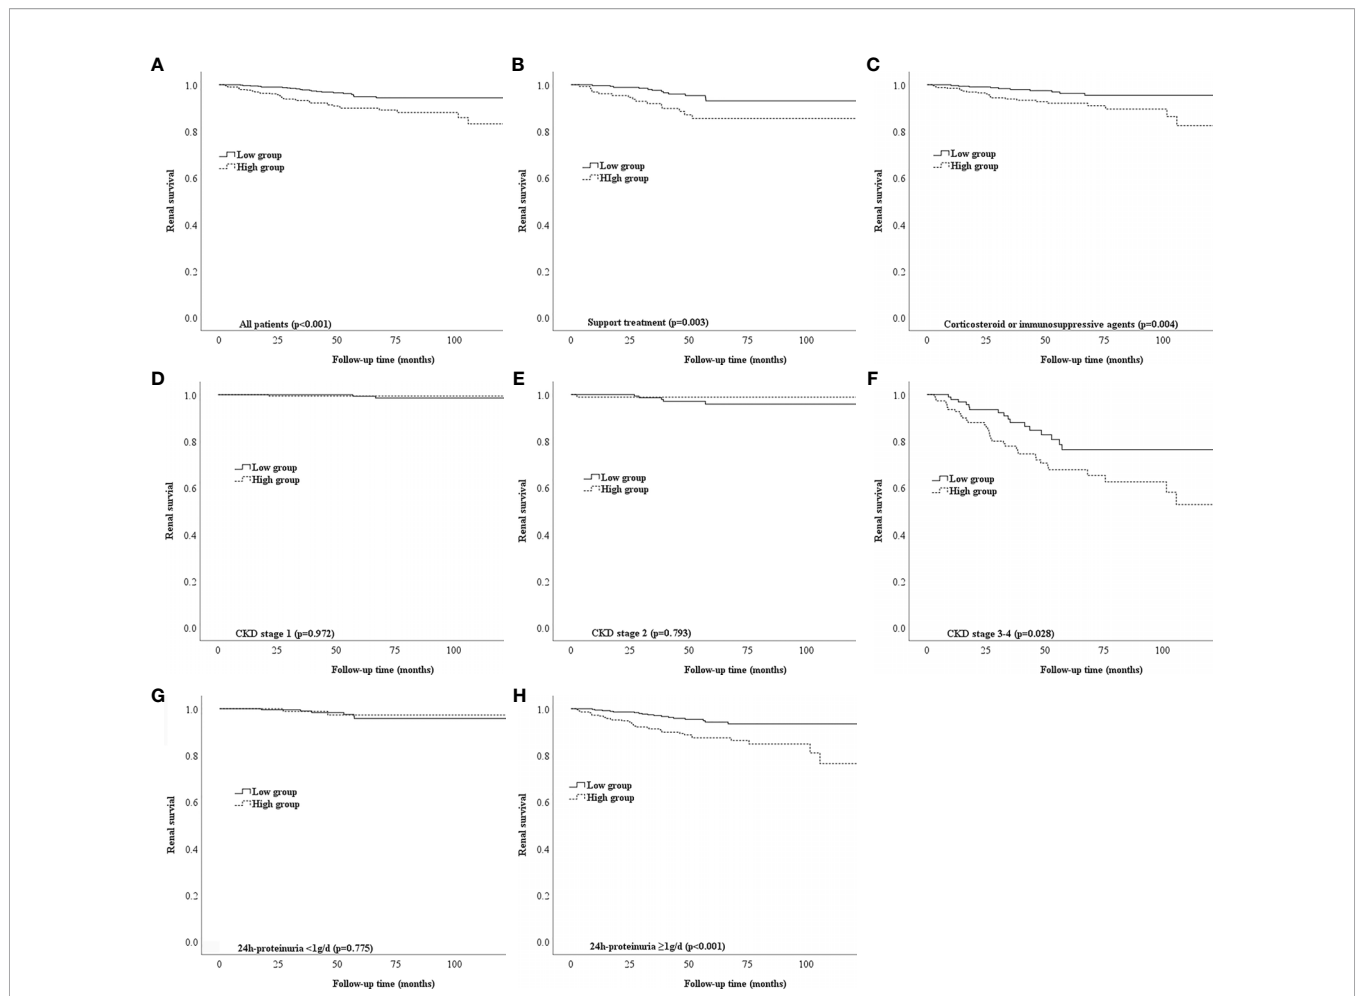 A
1.0
0.8
0.6
0.4
0.2
0.0
Renal survival
Low group
High group
All patients (p<0.001)
0 25 50 75 100
Follow-up time (months)
B
1.0
0.8
0.6
0.4
0.2
0.0
Renal survival
Low group
HIgh group
Support treatment (p=0.003)
0 25 50 75 100
Follow-up time (months)
C
1.0
0.8
0.6
0.4
0.2
0.0
Renal survival
Low group
High group
Corticosteroid or immunosuppressive agents (p=0.004)
0 25 50 75 100
Follow-up time (months)
D
1.0
0.8
0.6
0.4
0.2
0.0
Renal survial
Low group
High group
CKD stage 1 (p=0.972)
0 25 50 75 100
Follow-up time (months)
E
1.0
0.8
0.6
0.4
0.2
0.0
Renal survival
Low group
High group
CKD stage 2 (p=0.793)
0 25 50 75 100
Follow-up time (months)
F
1.0
0.8
0.6
0.4
0.2
0.0
Renal survival
Low group
High group
CKD stage 3-4 (p=0.028)
0 25 50 75 100
Follow-up time (months)
G
1.0
0.8
0.6
0.4
0.2
0.0
Renal survial
Low group
High group
24h-proteinuria <1g/d (p=0.775)
0 25 50 75 100
Follow-up time (months)
H
1.0
0.8
0.6
0.4
0.2
0.0
Renal survival
Low group
High group
24h-proteinuria ≥1g/d (p<0.001)
0 25 50 75 100
Follow-up time (months)